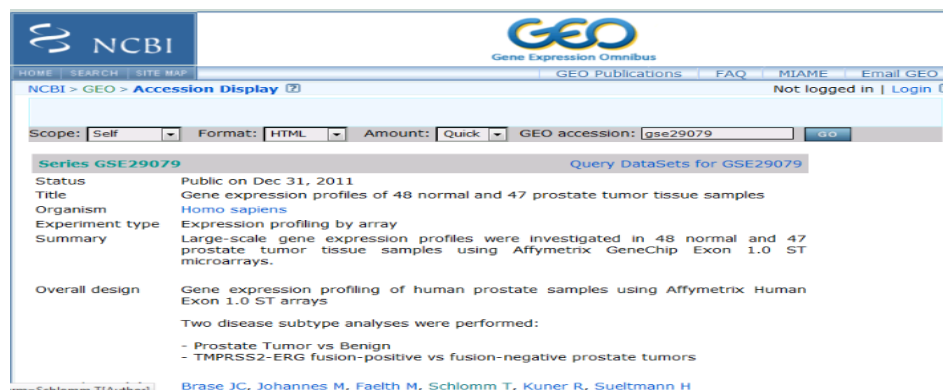 NCBI
GEO
Gene Expression Omnibus
HOME SEARCH SITE MAP
GEO Publications FAQ MIAME Email GEO
NCBI > GEO > Accession Display ? Not logged in | Login
Scope: Self Format: HTML Amount: Quick GEO accession: gse29079 GO
Series GSE29079 Query DataSets for GSE29079
Status Public on Dec 31, 2011
Title Gene expression profiles of 48 normal and 47 prostate tumor tissue samples
Organism Homo sapiens
Experiment type Expression profiling by array
Summary Large-scale gene expression profiles were investigated in 48 normal and 47
prostate tumor tissue samples using Affymetrix GeneChip Exon 1.0 ST
microarrays.
Overall design Gene expression profiling of human prostate samples using Affymetrix Human
Exon 1.0 ST arrays
Two disease subtype analyses were performed:
- Prostate Tumor vs Benign
- TMPRSS2-ERG fusion-positive vs fusion-negative prostate tumors
Brase JC, Johannes M, Faelth M, Schlomm T, Kuner R, Sueltmann H